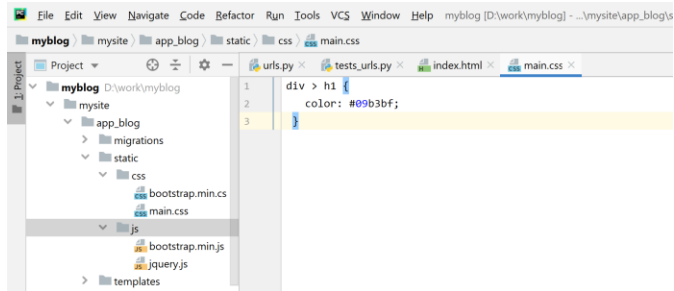 File Edit View Navigate Code Refactor Run Tools VCS Window Help myblog [D:\work\myblog] - ...\mysite\app_blog\s
myblog mysite app_blog static css main.css
1: Project
Project urls.py tests_urls.py index.html main.css
myblog D:\work\myblog
mysite
app_blog
migrations
static
css
bootstrap.min.cs
main.css
js
bootstrap.min.js
jquery.js
templates
1 div > h1 {
2 color: #09b3bf;
3 }